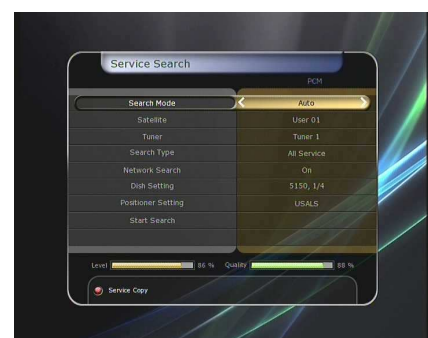 Service Search
PCM
Search Mode Auto
Satellite User 01
Tuner Tuner 1
Search Type All Service
Network Search On
Dish Setting 5150, 1/4
Positioner Setting USALS
Start Search
Level 86 % Quality 88 %
Service Copy